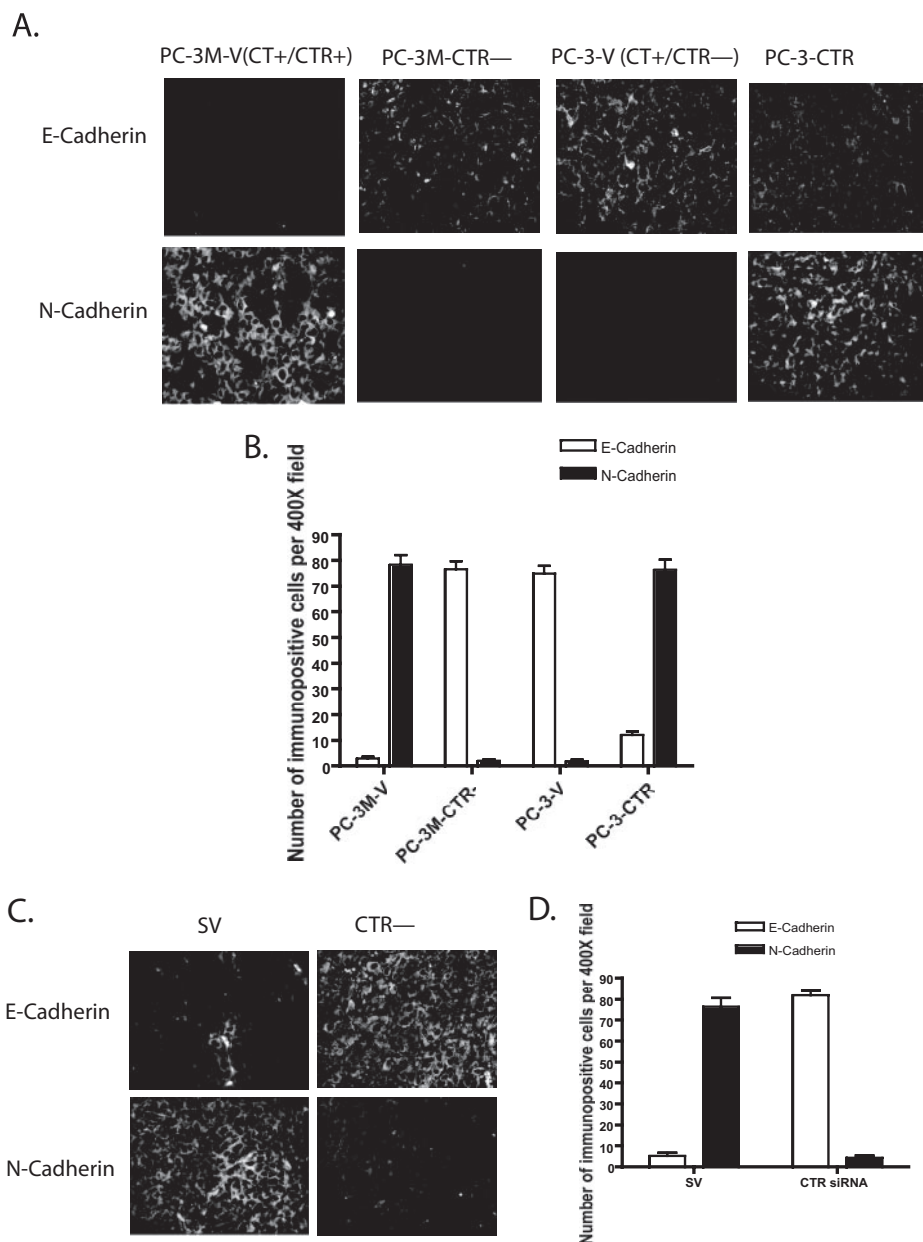 A.
PC-3M-V(CT+/CTR+) PC-3M-CTR— PC-3-V (CT+/CTR—) PC-3-CTR
E-Cadherin
N-Cadherin
B.
E-Cadherin
N-Cadherin
Number of immunopositive cells per 400X field
90
80
70
60
50
40
30
20
10
0
PC-3M-V PC-3M-CTR- PC-3-V PC-3-CTR
C.
SV CTR—
E-Cadherin
N-Cadherin
D.
E-Cadherin
N-Cadherin
Number of immunopositive cells per 400X field
90
80
70
60
50
40
30
20
10
0
SV CTR siRNA